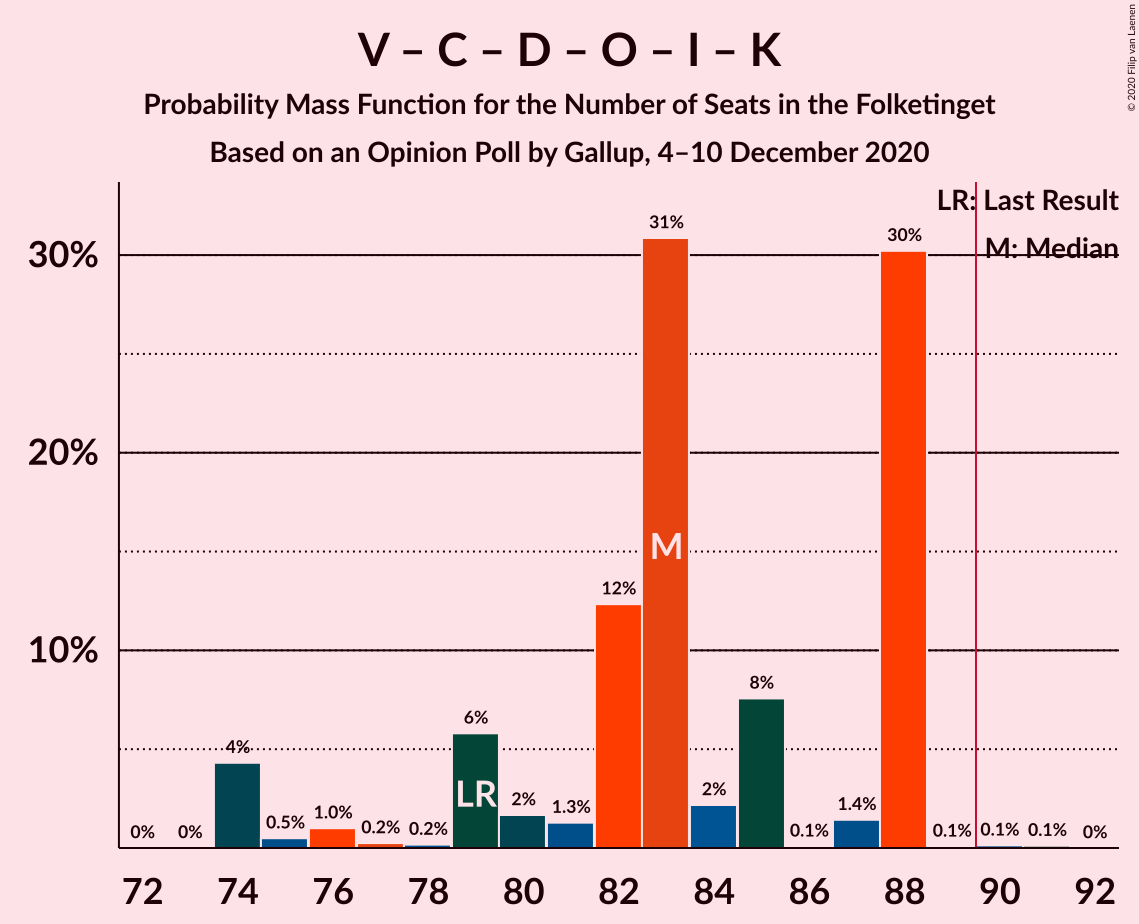 V – C – D – O – I – K
Probability Mass Function for the Number of Seats in the Folketinget
Based on an Opinion Poll by Gallup, 4–10 December 2020
© 2020 Filip van Laenen
LR: Last Result
M: Median
30%
20%
10%
0%
0%
4%
0.5%
1.0%
0.2%
0.2%
6%
2%
1.3%
12%
31%
2%
8%
0.1%
1.4%
30%
0.1%
0.1%
0.1%
0%
LR
M
72 74 76 78 80 82 84 86 88 90 92